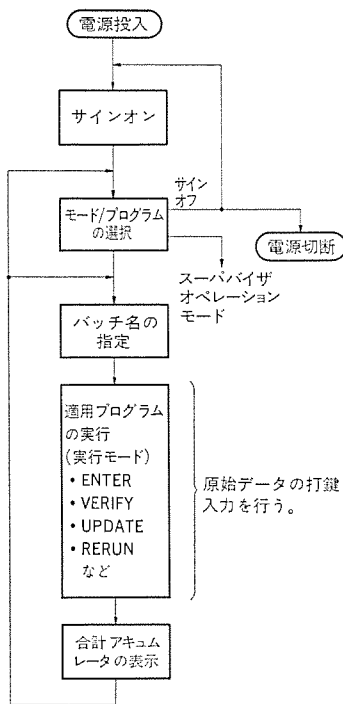 電源投入
サインオン
モード/プログラム
の選択
サイン
オフ
電源切断
スーパバイザ
オペレーション
モード
バッチ名の
指定
適用プログラム
の実行
(実行モード)
・ENTER
・VERIFY
・UPDATE
・RERUN
など
原始データの打鍵
入力を行う。
合計アキュム
レータの表示